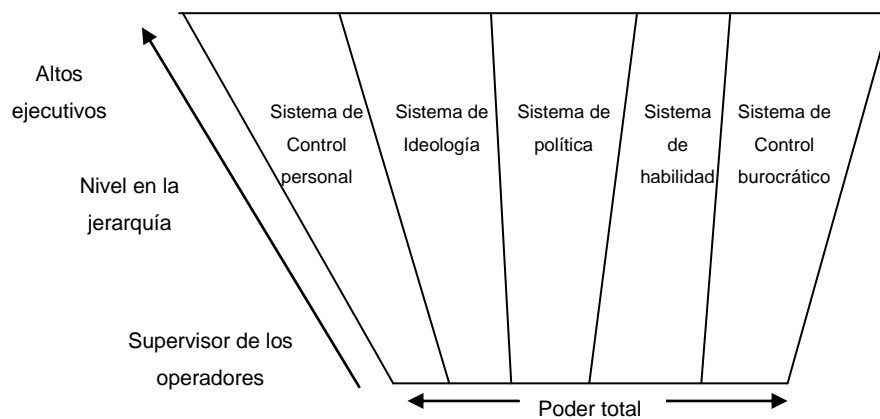 Altos
ejecutivos
Nivel en la
jerarquía
Supervisor de los
operadores
Sistema de
Control
personal
Sistema de
Ideología
Sistema de
política
Sistema
de
habilidad
Sistema de
Control
burocrático
Poder total